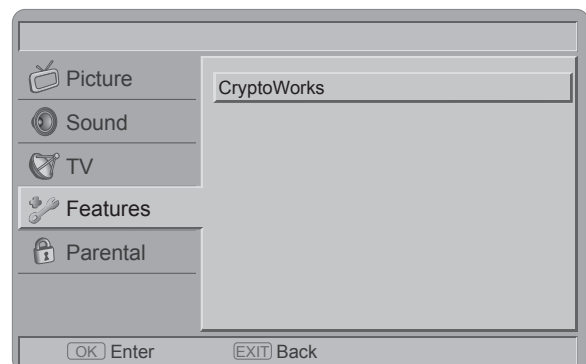 Picture
CryptoWorks
Sound
TV
Features
Parental
OK Enter EXIT Back